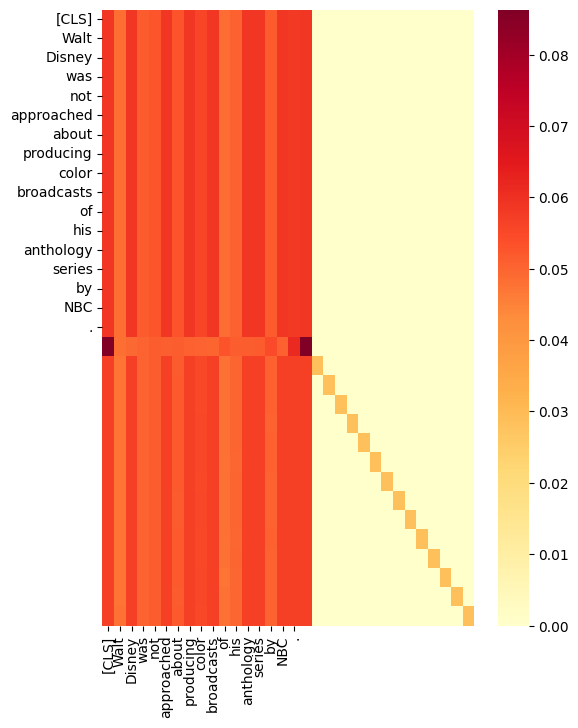 [CLS]
Walt
Disney
was
not
approached
about
producing
color
broadcasts
of
his
anthology
series
by
NBC
.
0.08
0.07
0.06
0.05
0.04
0.03
0.02
0.01
0.00
[CLS]
Walt
Disney
was
not
approached
about
producing
color
broadcasts
of
his
anthology
series
by
NBC
.